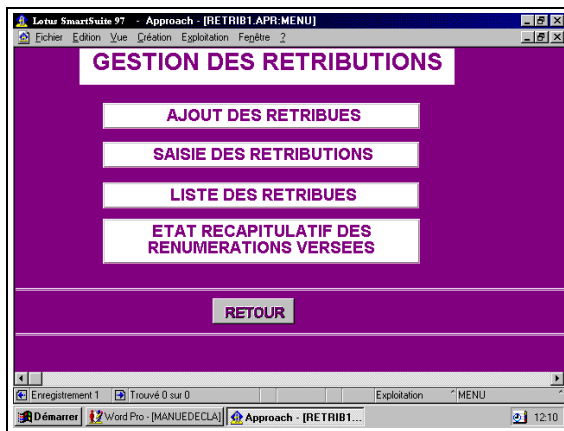 Lotus SmartSuite 97 - Approach - [RETRIB1.APR:MENU]
Fichier Edition Vue Création Exploitation Fenêtre ?
GESTION DES RETRIBUTIONS
AJOUT DES RETRIBUES
SAISIE DES RETRIBUTIONS
LISTE DES RETRIBUES
ETAT RECAPITULATIF DES
RENUMERATIONS VERSEES
RETOUR
Enregistrement 1 Trouvé 0 sur 0 Exploitation ^ MENU ^
Démarrer Word Pro - [MANUEDECLA] Approach - [RETRIB1... 12:10